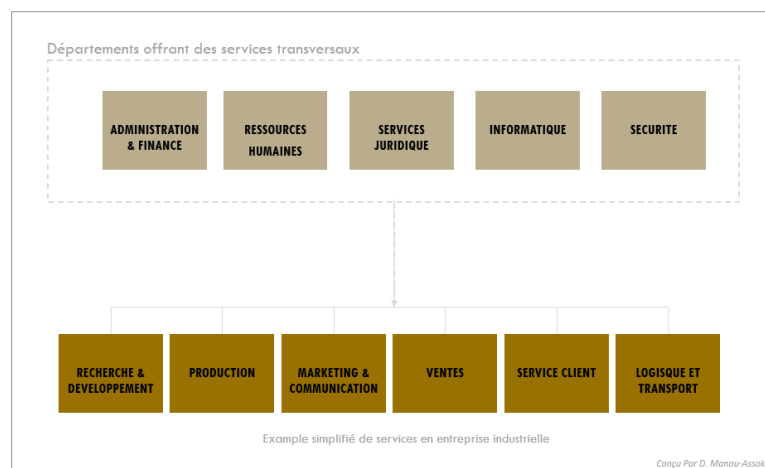 Départements offrant des services transversaux
ADMINISTRATION
& FINANCE
RESSOURCES
HUMAINES
SERVICES
JURIDIQUE
INFORMATIQUE
SECURITE
RECHERCHE &
DEVELOPPEMENT
PRODUCTION
MARKETING &
COMMUNICATION
VENTES
SERVICE CLIENT
LOGISQUE ET
TRANSPORT
Example simplifié de services en entreprise industrielle
Conçu Par D. Manou-Assok